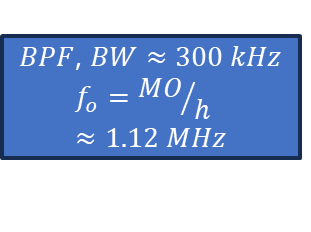 BPF, BW ≈ 300 kHz
fₒ = MO/h
≈ 1.12 MHz